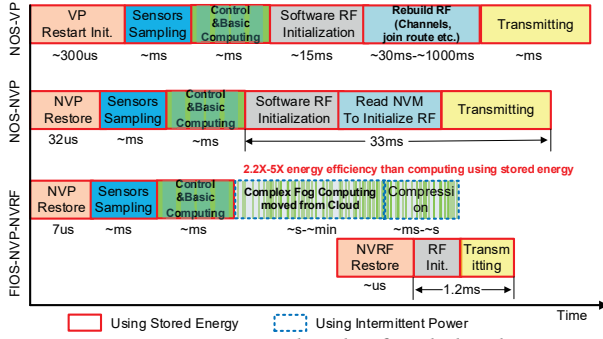 NOS-VP
VP
Restart Init.
Sensors
Sampling
Control
&Basic
Computing
Software RF
Initialization
Rebuild RF
(Channels,
join route etc.)
Transmitting
~300us
~ms
~ms
~15ms
~30ms-~1000ms
~ms
NOS-NVP
NVP
Restore
Sensors
Sampling
Control
&Basic
Computing
Software RF
Initialization
Read NVM
To Initialize RF
Transmitting
32us
~ms
~ms
33ms
2.2X-5X energy efficiency than computing using stored energy
FIOS-NVP-NVRF
NVP
Restore
Sensors
Sampling
Control
&Basic
Computing
Complex Fog Computing
moved from Cloud
Compressi
on
7us
~ms
~ms
~s-~min
~ms-~s
NVRF
Restore
RF
Init.
Transm
itting
~us
1.2ms
Time
Using Stored Energy
Using Intermittent Power